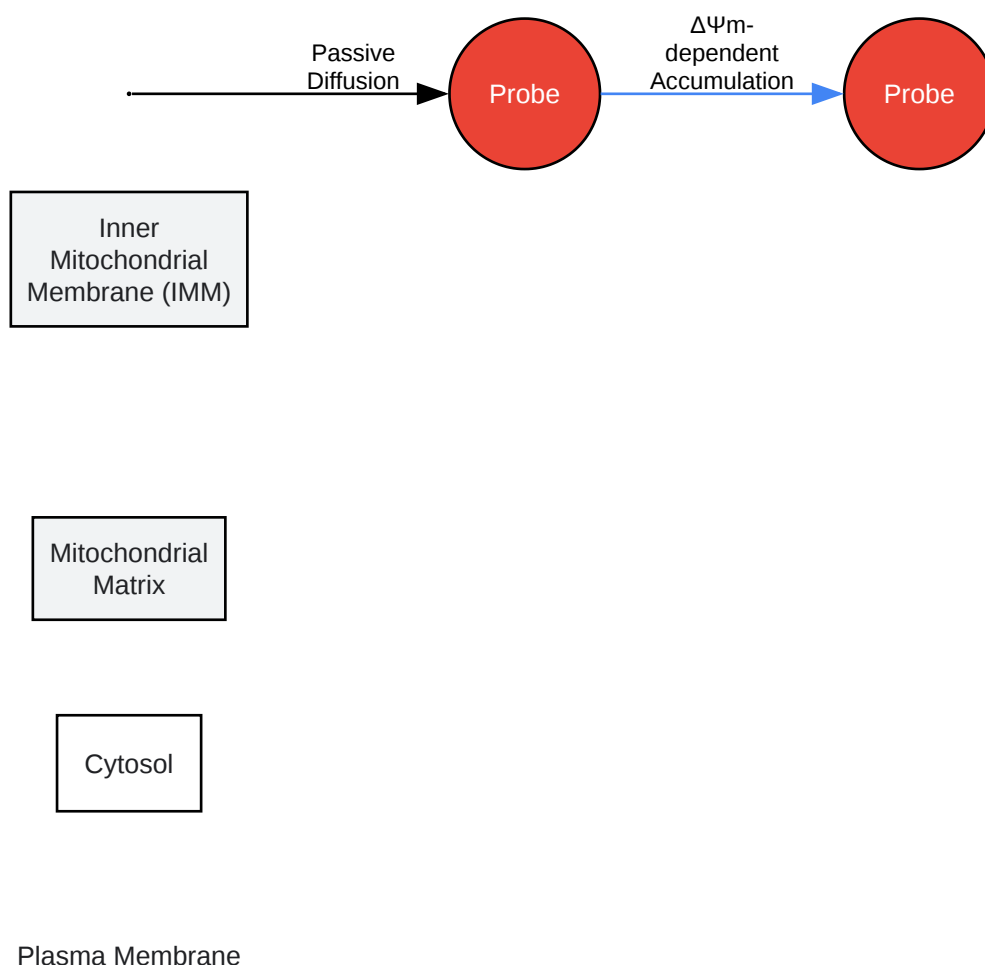 Passive
Diffusion
Probe
ΔΨm-
dependent
Accumulation
Probe
Inner
Mitochondrial
Membrane (IMM)
Mitochondrial
Matrix
Cytosol
Plasma Membrane